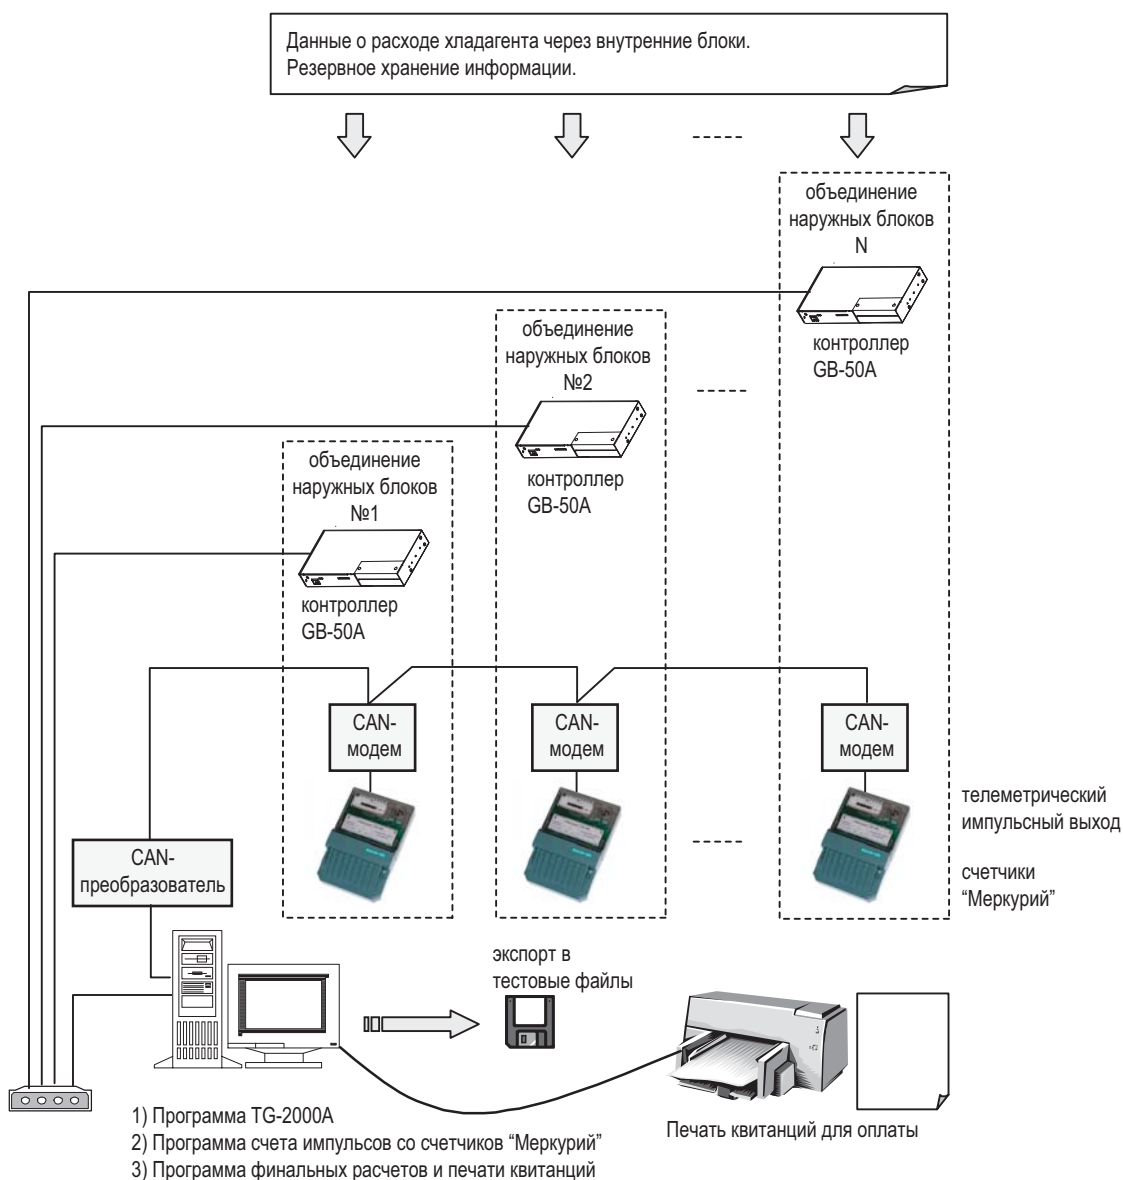 Данные о расходе хладагента через внутренние блоки.
Резервное хранение информации.
объединение
наружных блоков
N
контроллер
GB-50A
объединение
наружных блоков
№2
контроллер
GB-50A
объединение
наружных блоков
№1
контроллер
GB-50A
CAN-
модем
CAN-
модем
CAN-
модем
телеметрический
импульсный выход
счетчики
“Меркурий”
CAN-
преобразователь
экспорт в
тестовые файлы
Печать квитанций для оплаты
1) Программа TG-2000A
2) Программа счета импульсов со счетчиков “Меркурий”
3) Программа финальных расчетов и печати квитанций